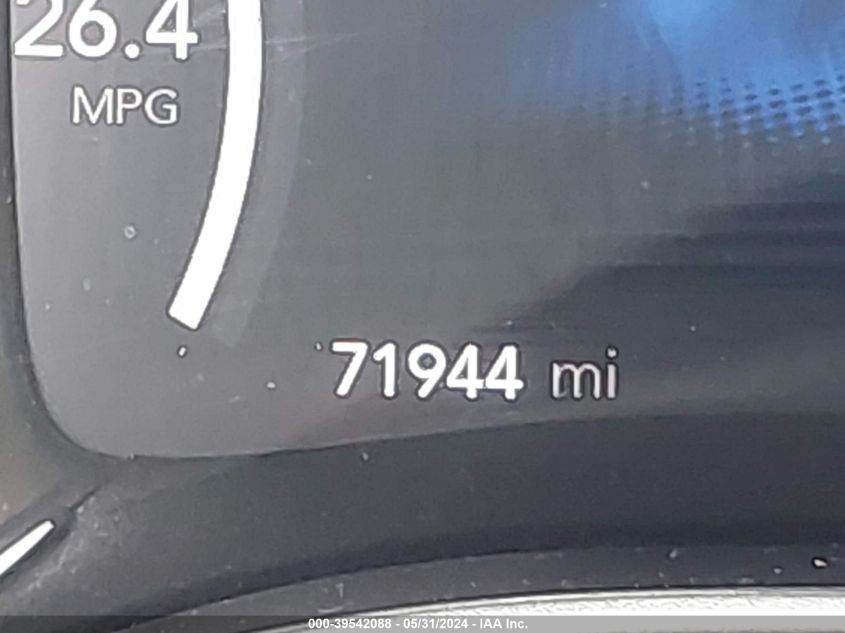 26.4
MPG
71944 mi
000-39542088 - 05/31/2024 - IAA Inc.